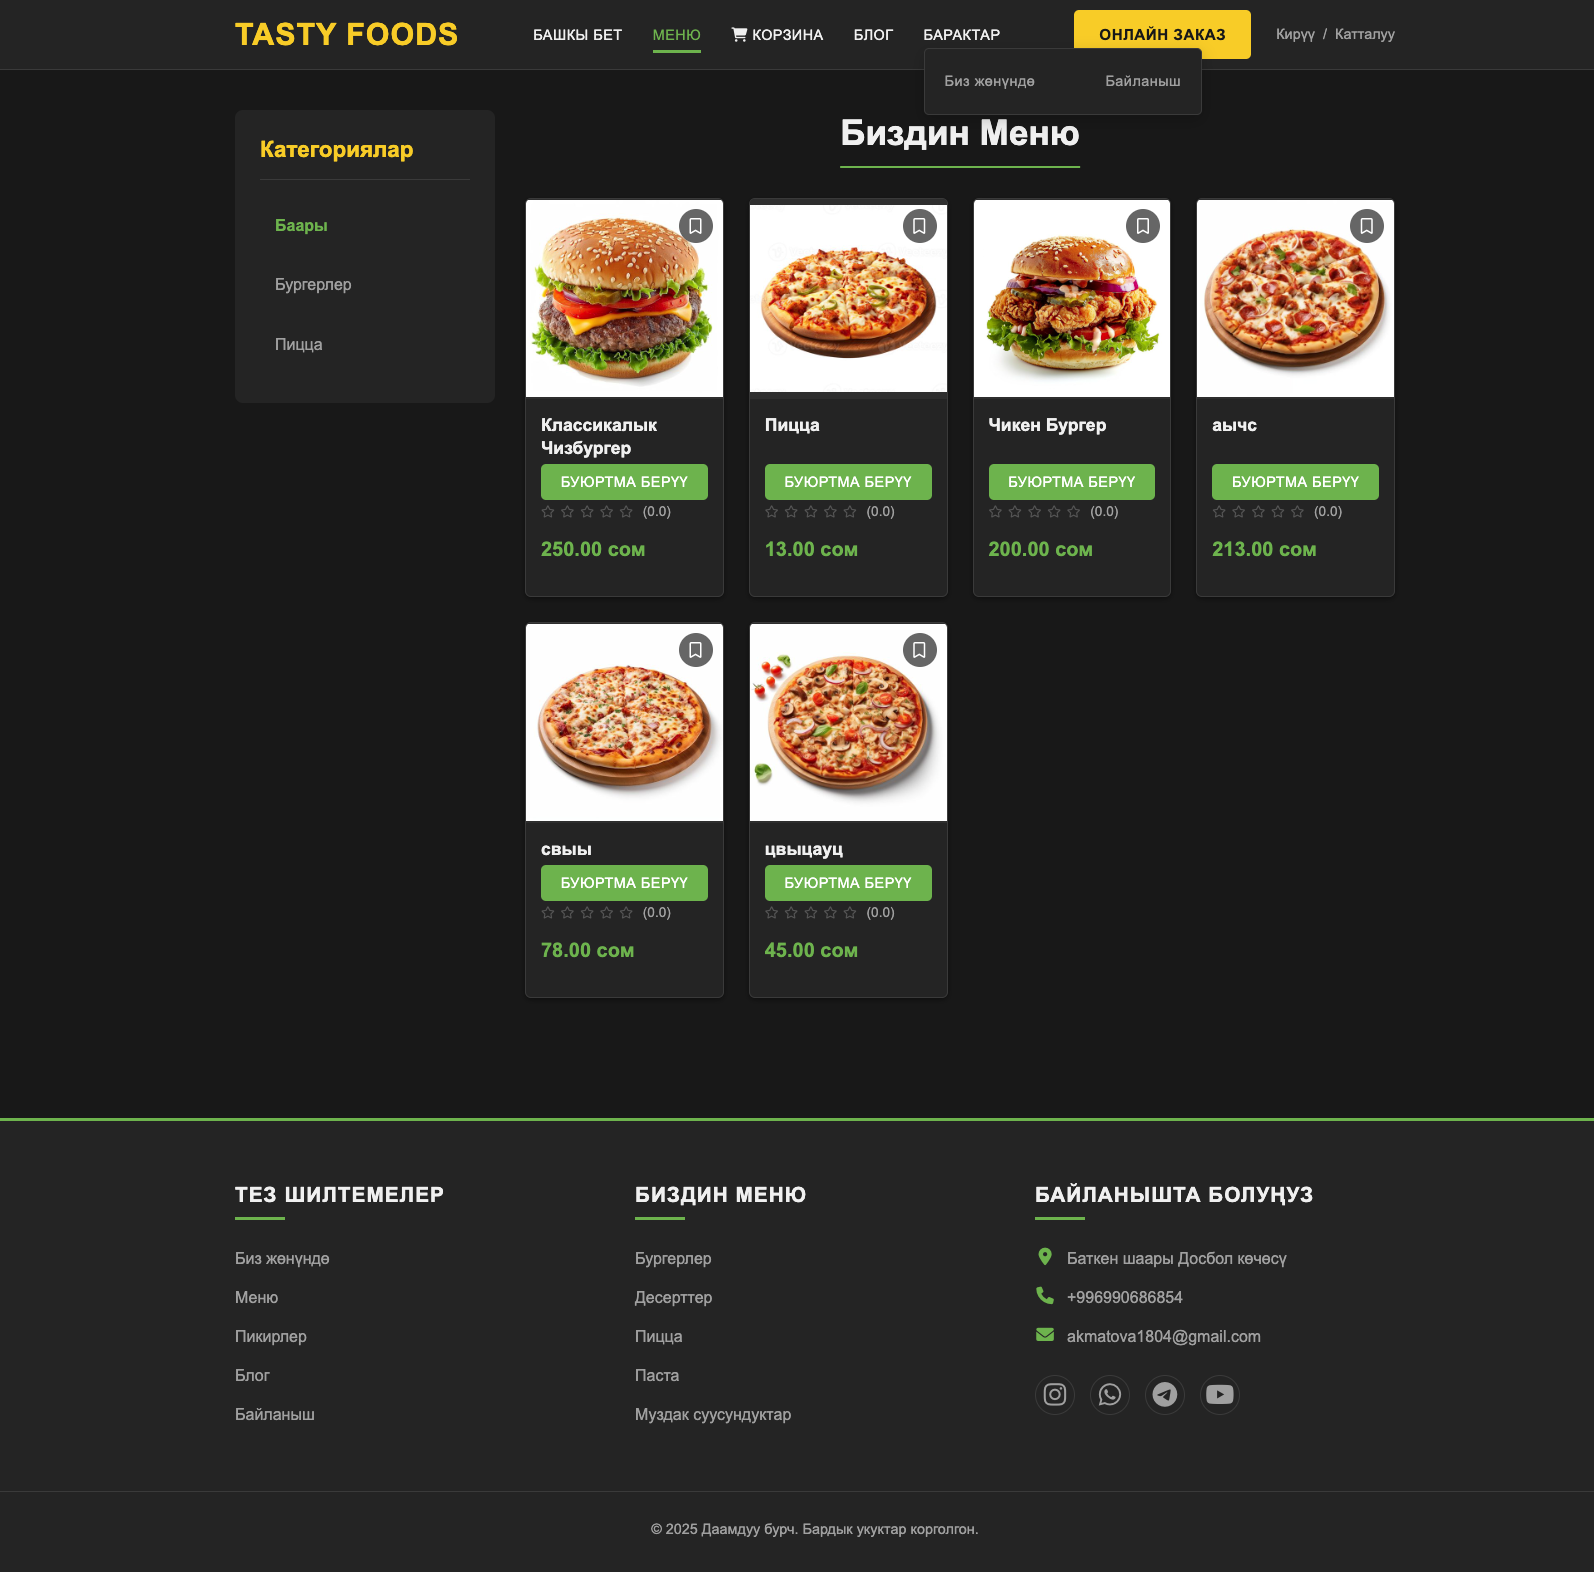 TASTY FOODS
БАШКЫ БЕТ
МЕНЮ
КОРЗИНА
БЛОГ
БАРАКТАР
ОНЛАЙН ЗАКАЗ
Кирүү / Катталуу
Биз жөнүндө
Байланыш
Категориялар
Баары
Бургерлер
Пицца
Биздин Меню
Классикалык
Чизбургер
БУЮРТМА БЕРҮҮ
(0.0)
250.00 сом
Пицца
БУЮРТМА БЕРҮҮ
(0.0)
13.00 сом
Чикен Бургер
БУЮРТМА БЕРҮҮ
(0.0)
200.00 сом
аычс
БУЮРТМА БЕРҮҮ
(0.0)
213.00 сом
свыы
БУЮРТМА БЕРҮҮ
(0.0)
78.00 сом
цвыцауц
БУЮРТМА БЕРҮҮ
(0.0)
45.00 сом
ТЕЗ ШИЛТЕМЕЛЕР
Биз жөнүндө
Меню
Пикирлер
Блог
Байланыш
БИЗДИН МЕНЮ
Бургерлер
Десерттер
Пицца
Паста
Муздак суусундуктар
БАЙЛАНЫШТА БОЛУҢУЗ
Баткен шаары Досбол көчөсү
+996990686854
akmatova1804@gmail.com
© 2025 Даамдуу бурч. Бардык укуктар корголгон.